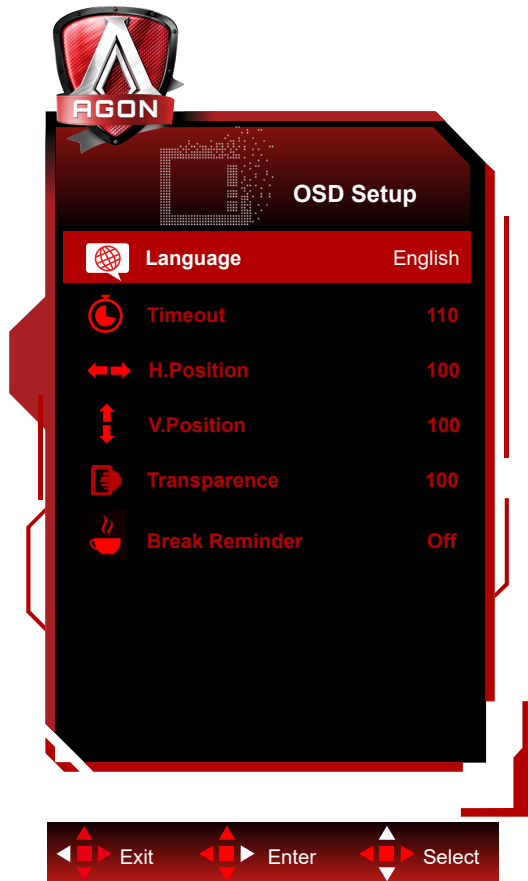 AGON
OSD Setup
Language English
Timeout 110
H.Position 100
V.Position 100
Transparence 100
Break Reminder Off
Exit Enter Select